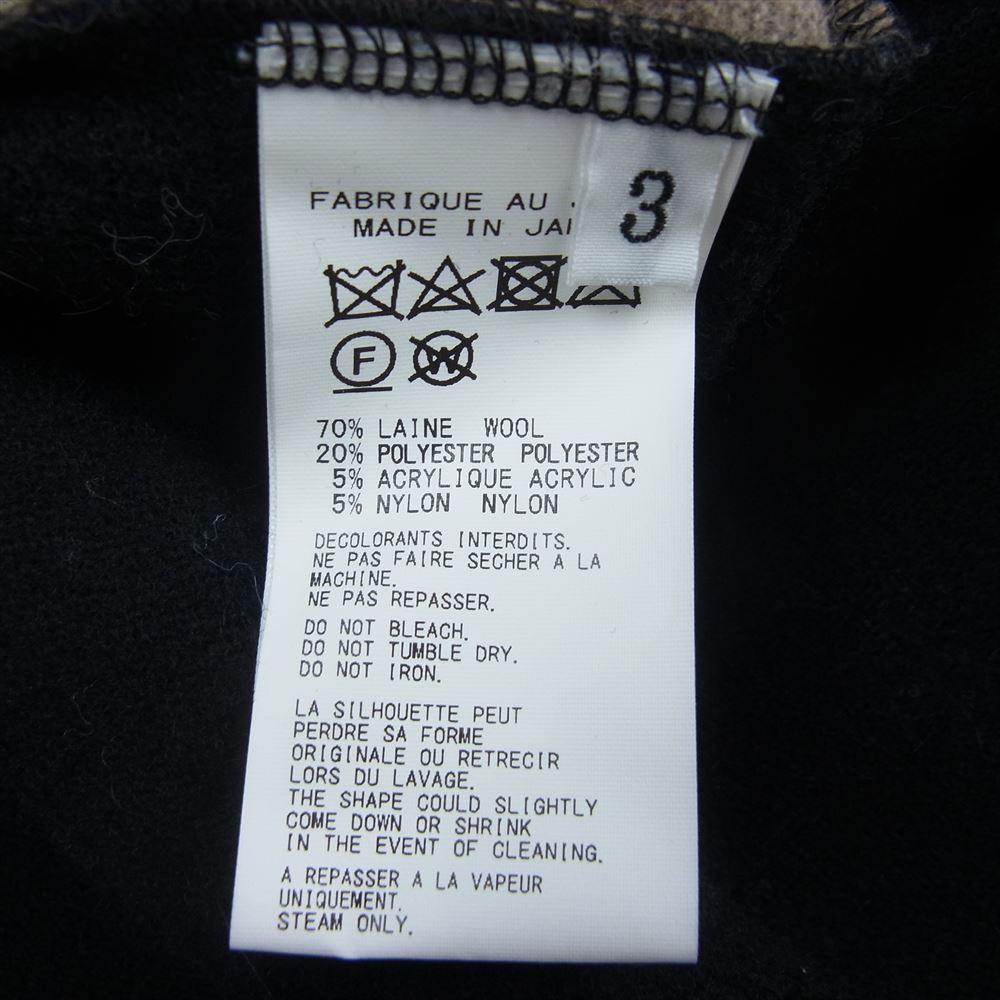 3
FABRIQUE AU
MADE IN
F
W
70% LAINE WOOL
20% POLYESTER POLYESTER
5% ACRYLIQUE ACRYLIC
5% NYLON NYLON
DECOLORANTS INTERDITS.
NE PAS FAIRE SECHER A LA
MACHINE.
NE PAS REPASSER.
DO NOT BLEACH.
DO NOT TUMBLE DRY.
DO NOT IRON.
LA SILHOUETTE PEUT
PERDRE SA FORME
ORIGINALE OU RETRECIR
LORS DU LAVAGE.
THE SHAPE COULD SLIGHTLY
COME DOWN OR SHRINK
IN THE EVENT OF CLEANING.
A REPASSER A LA VAPEUR
UNIQUEMENT.
STEAM ONLY.